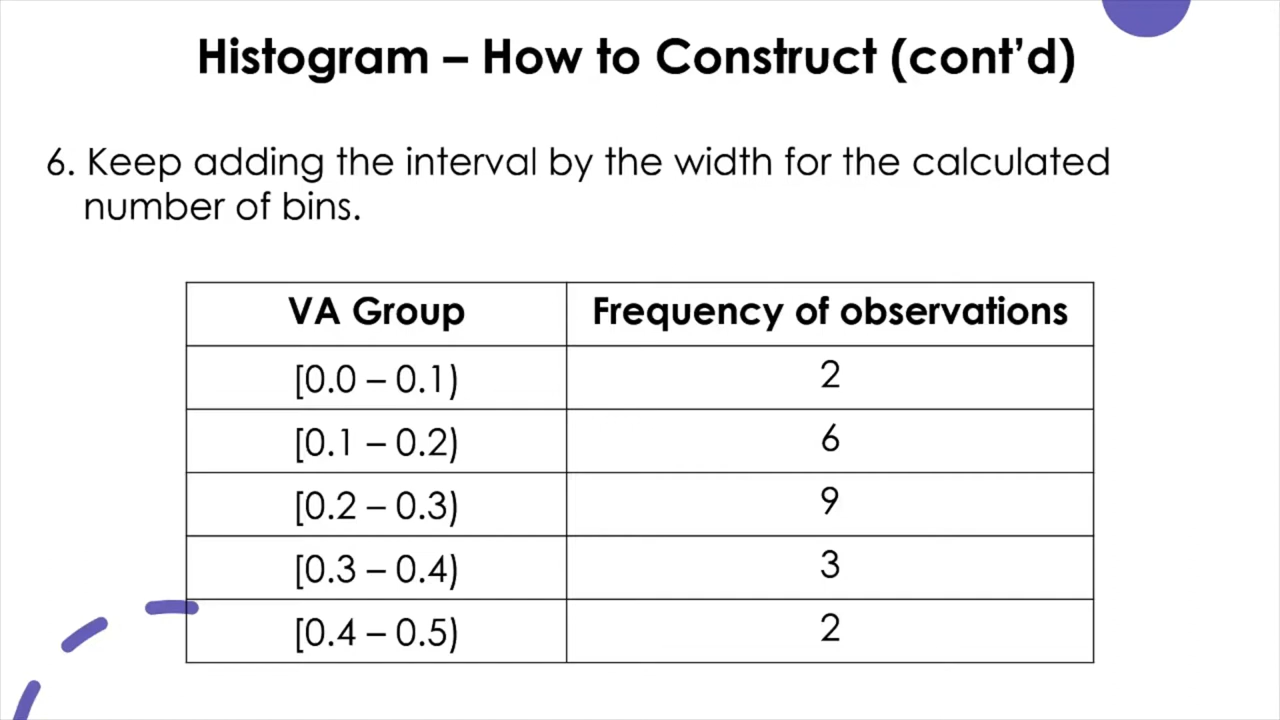 Histogram – How to Construct (cont’d)
6. Keep adding the interval by the width for the calculated
number of bins.
VA Group Frequency of observations
[0.0 – 0.1) 2
[0.1 – 0.2) 6
[0.2 – 0.3) 9
[0.3 – 0.4) 3
[0.4 – 0.5) 2